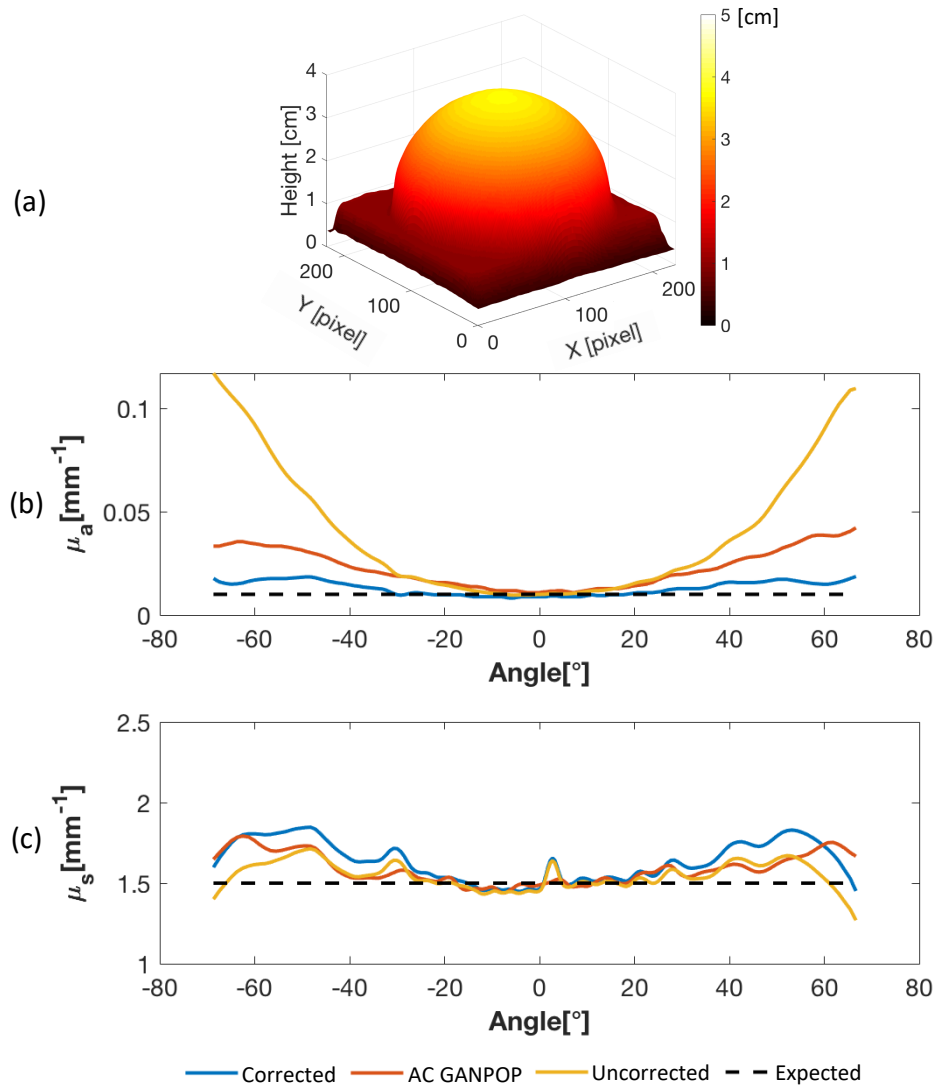 (a)
5 [cm]
4
3
2
1
0
4
3
2
1
0
Height [cm]
200
100
0
Y [pixel]
0
100
200
X [pixel]
(b)
0.1
0.05
0
μa[mm-1]
-80 -60 -40 -20 0 20 40 60 80
Angle[°]
(c)
2.5
2
1.5
1
μs[mm-1]
-80 -60 -40 -20 0 20 40 60 80
Angle[°]
Corrected AC GANPOP Uncorrected Expected